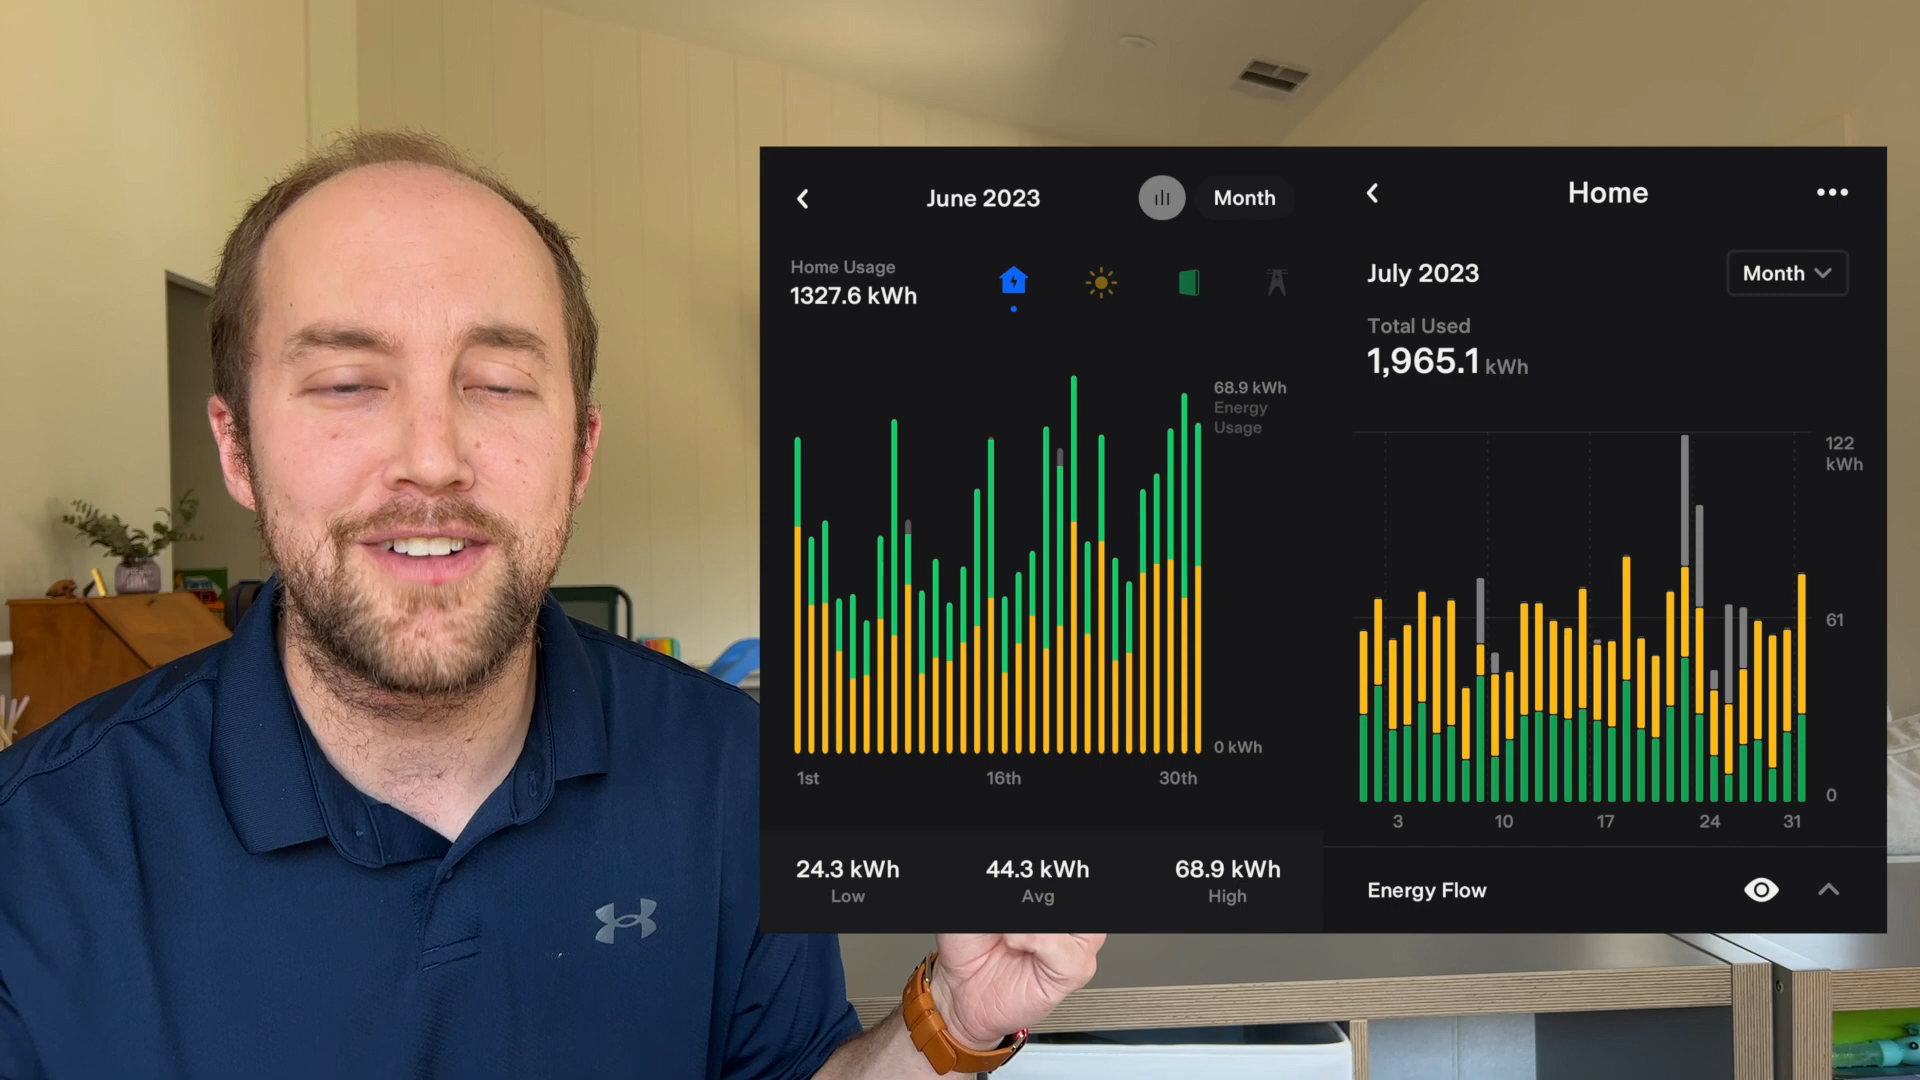 June 2023
Month
Home Usage
1327.6 kWh
68.9 kWh
Energy
Usage
0 kWh
1st
16th
30th
24.3 kWh
Low
44.3 kWh
Avg
68.9 kWh
High
Home
July 2023
Month
Total Used
1,965.1 kWh
122
kWh
61
0
3
10
17
24
31
Energy Flow